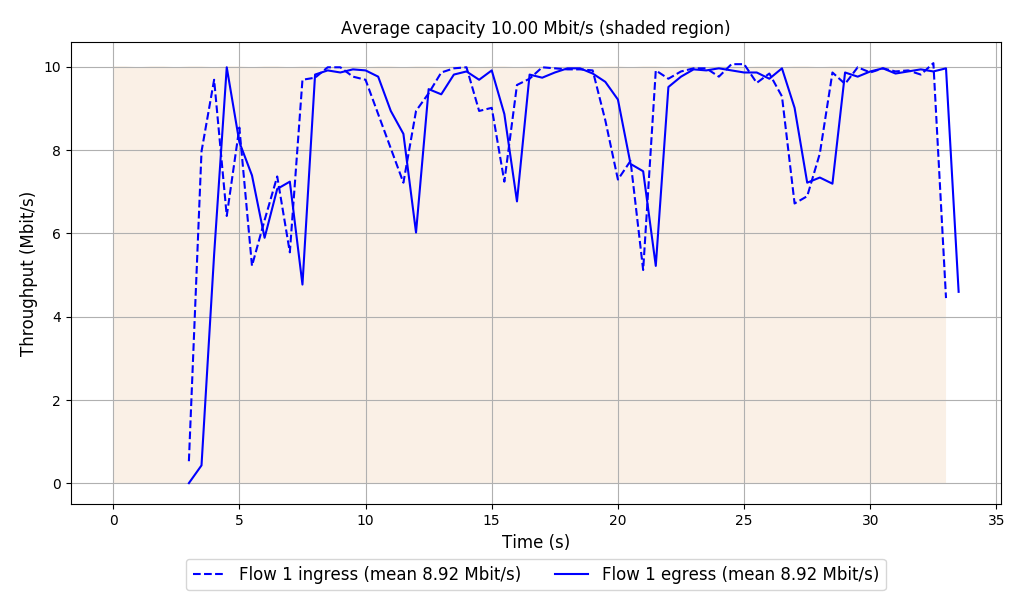 Average capacity 10.00 Mbit/s (shaded region)
Throughput (Mbit/s)
10
8
6
4
2
0
0 5 10 15 20 25 30 35
Time (s)
Flow 1 ingress (mean 8.92 Mbit/s) Flow 1 egress (mean 8.92 Mbit/s)